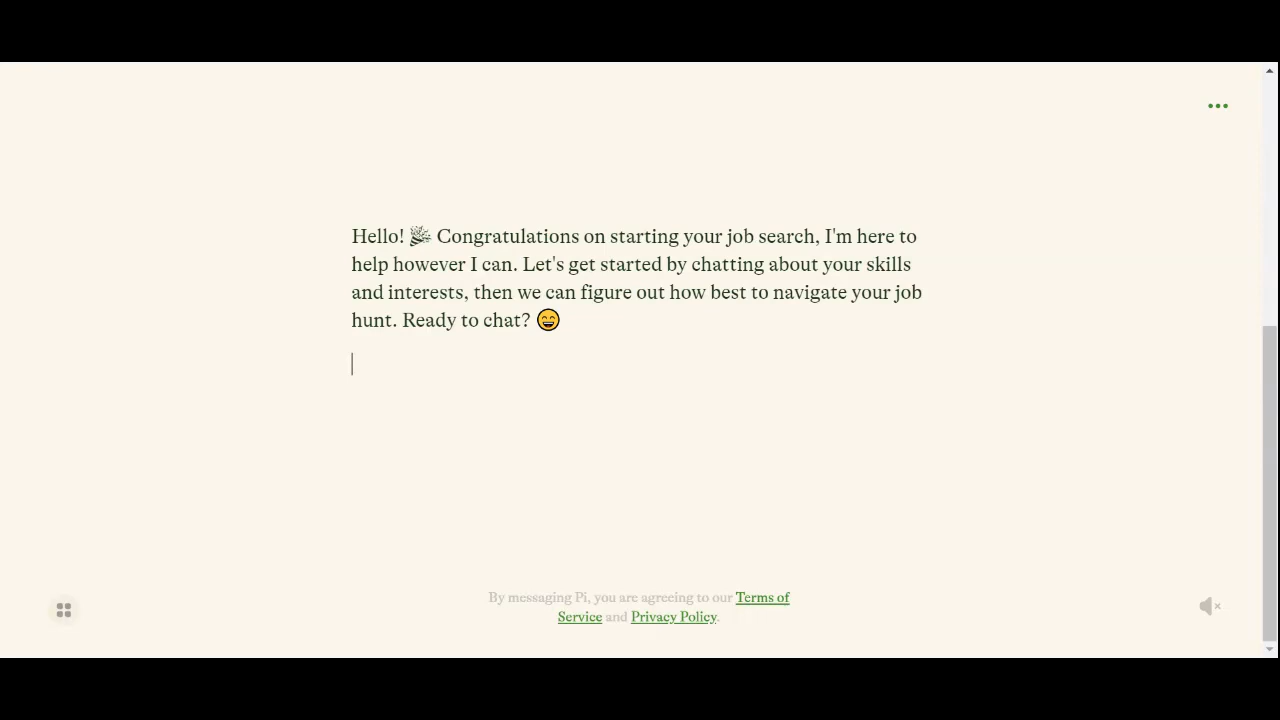 Hello! 🎉 Congratulations on starting your job search, I'm here to
help however I can. Let's get started by chatting about your skills
and interests, then we can figure out how best to navigate your job
hunt. Ready to chat? 😄
By messaging Pi, you are agreeing to our Terms of
Service and Privacy Policy.